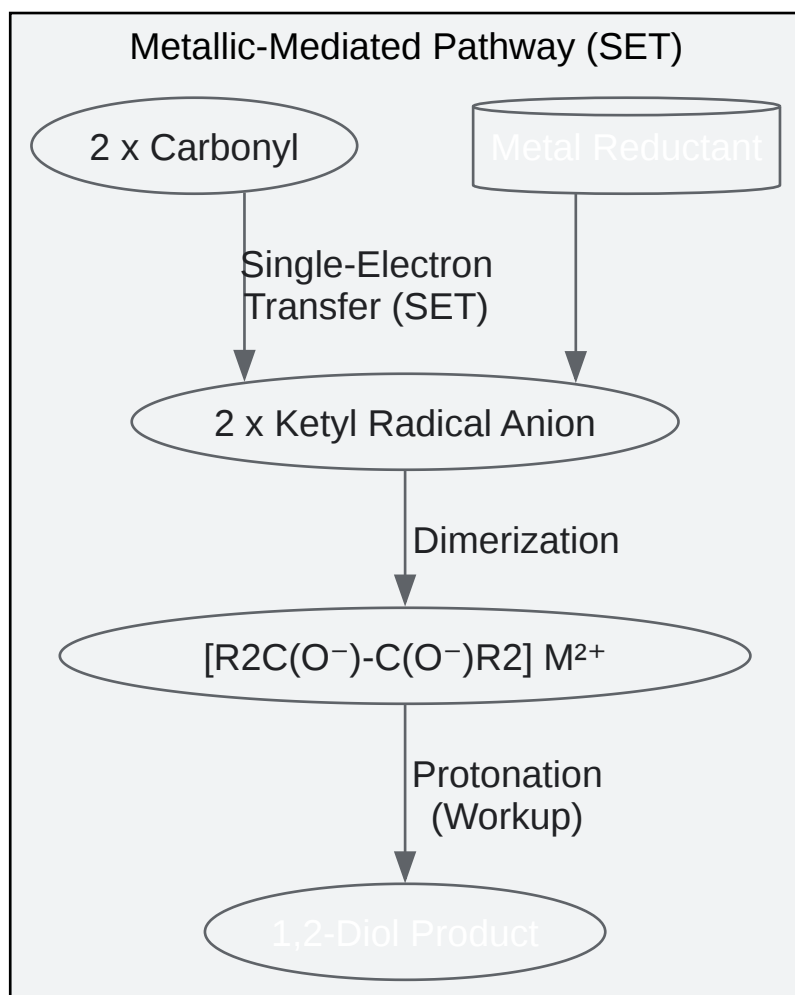 Metallic-Mediated Pathway (SET)
2 x Carbonyl
Metal Reductant
Single-Electron
Transfer (SET)
2 x Ketyl Radical Anion
Dimerization
[R2C(O⁻)-C(O⁻)R2] M²⁺
Protonation
(Workup)
1,2-Diol Product